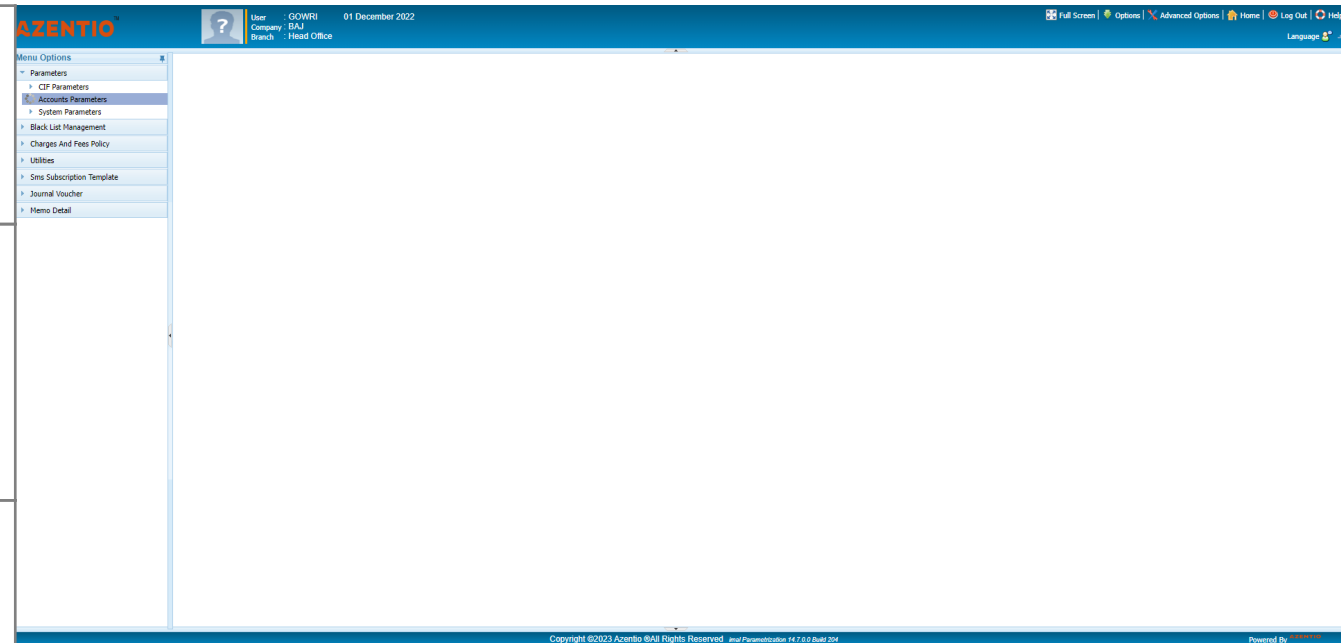 AZENTIO™
User : GOWRI 01 December 2022
Company : BAJ
Branch : Head Office
Full Screen | Options | Advanced Options | Home | Log Out | Help
Language
Menu Options
Parameters
CIF Parameters
Accounts Parameters
System Parameters
Black List Management
Charges And Fees Policy
Utilities
Sms Subscription Template
Journal Voucher
Memo Detail
Copyright ©2023 Azentio ®All Rights Reserved imal Parametrization 14.7.0.0 Build 204
Powered By AZENTIO